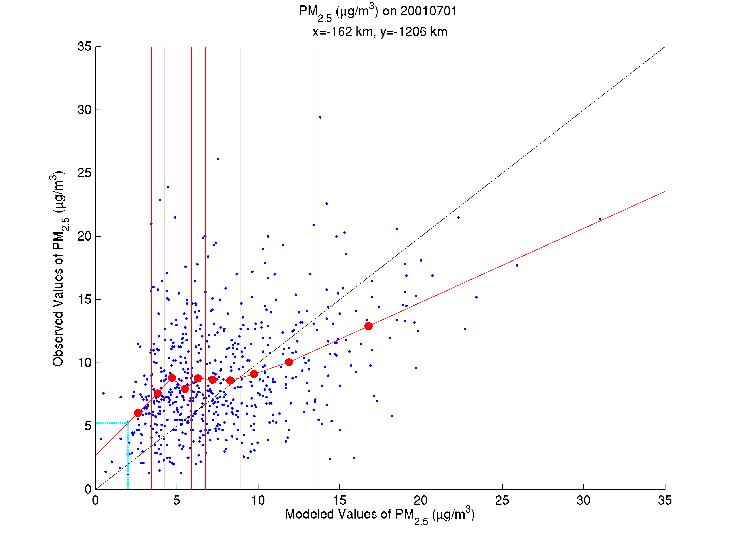 PM2.5 (µg/m3) on 20010701
x=-162 km, y=-1206 km
35
30
25
20
15
10
5
0
Observed Values of PM2.5 (µg/m3)
0 5 10 15 20 25 30 35
Modeled Values of PM2.5 (µg/m3)